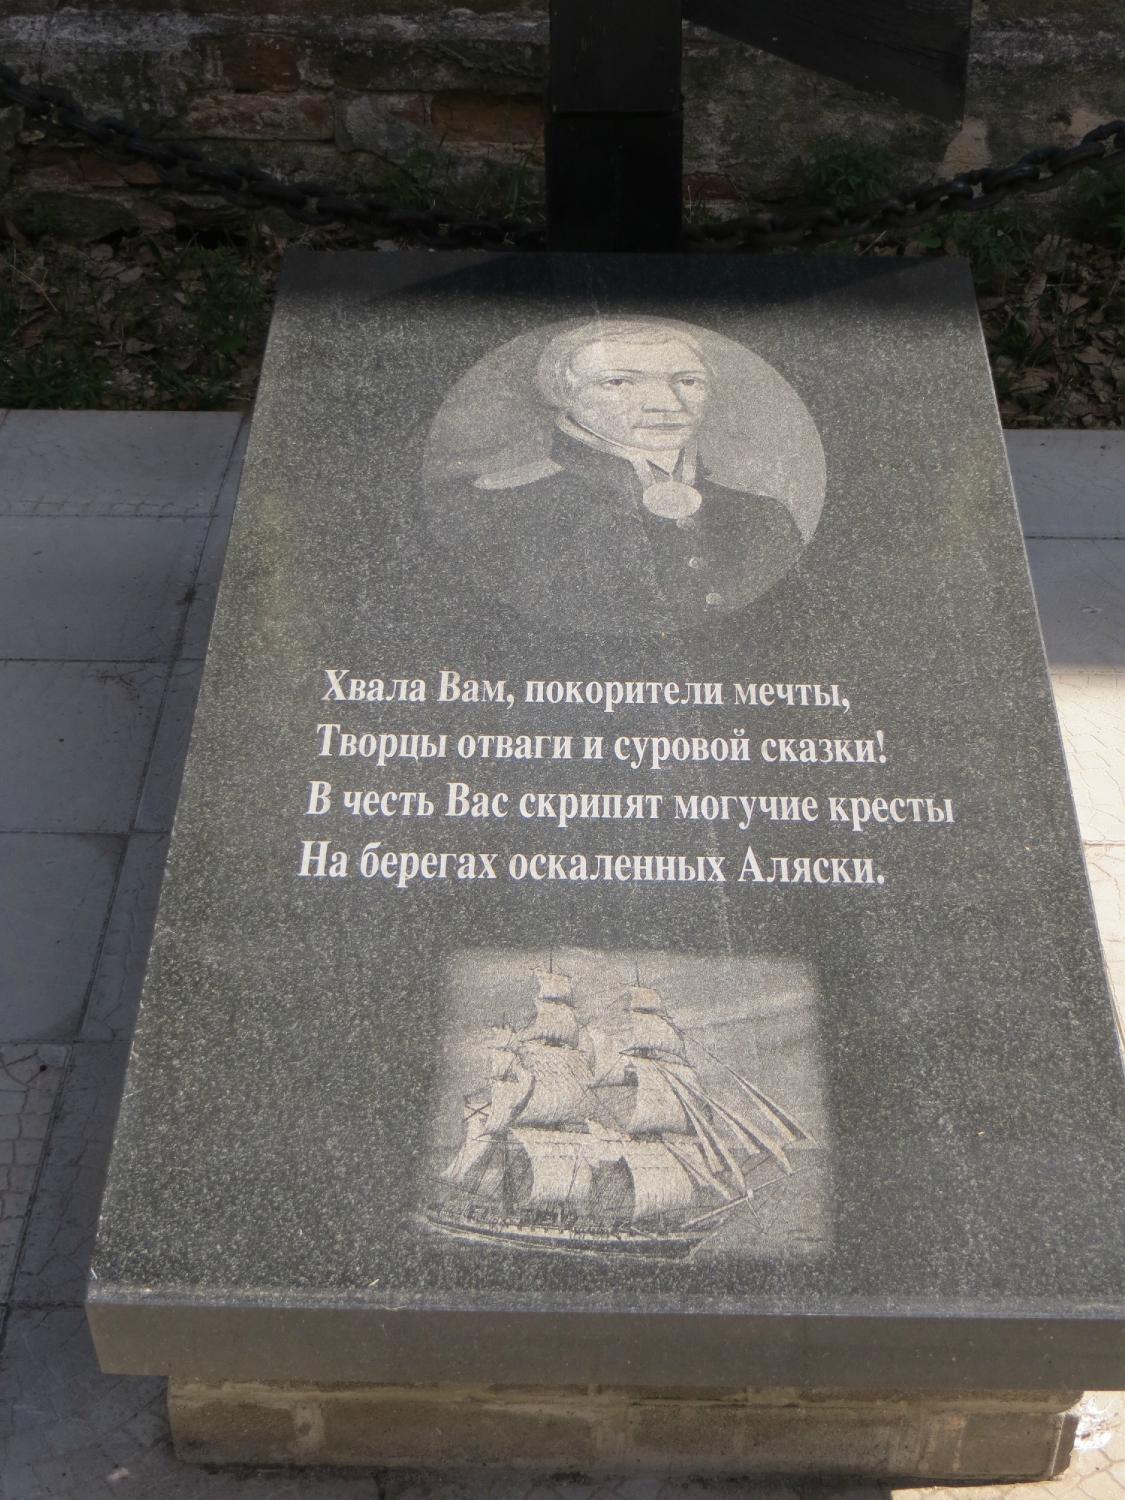 Хвала Вам, покорители мечты,
Творцы отваги и суровой сказки!
В честь Вас скрипят могучие кресты
На берегах оскаленных Аляски.